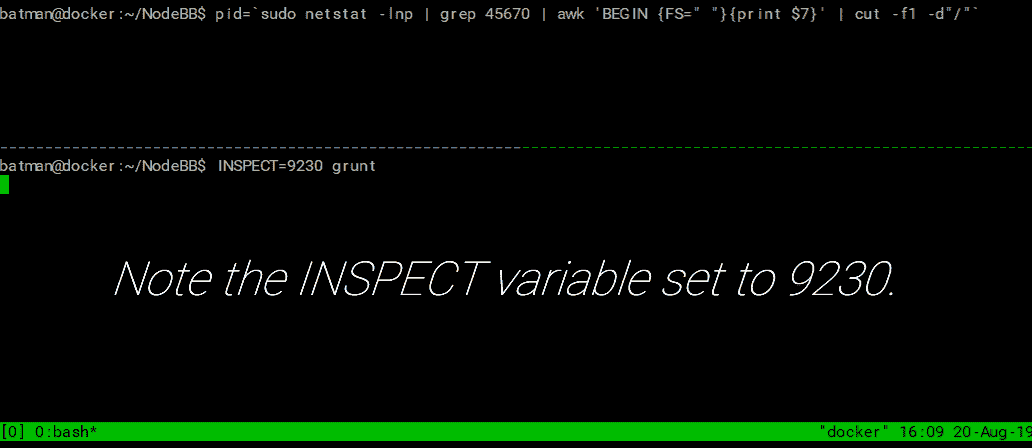 batman@docker:~/NodeBB$ pid=`sudo netstat -lnp | grep 45670 | awk 'BEGIN {FS=" "}{print $7}' | cut -f1 -d"/"`
batman@docker:~/NodeBB$ INSPECT=9230 grunt
Note the INSPECT variable set to 9230.
[0] 0:bash* "docker" 16:09 20-Aug-19